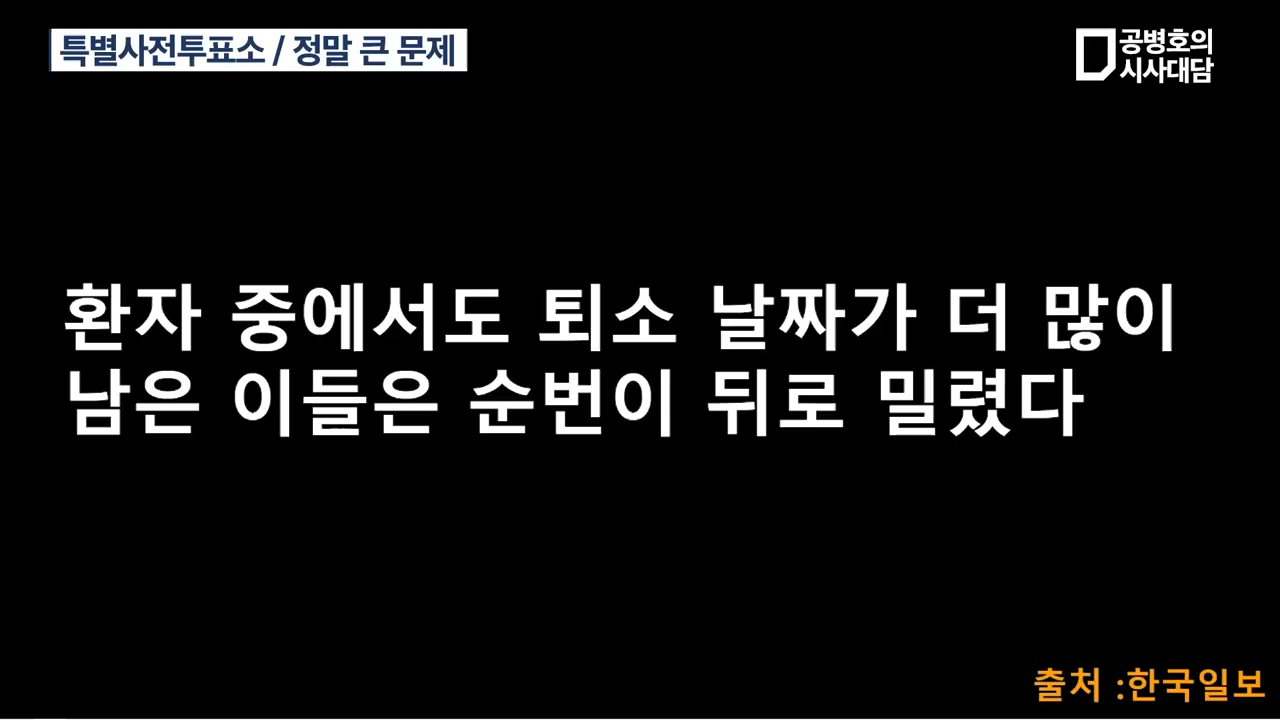 특별사전투표소 / 정말 큰 문제
공병호의
시사대담
환자 중에서도 퇴소 날짜가 더 많이
남은 이들은 순번이 뒤로 밀렸다
출처 :한국일보